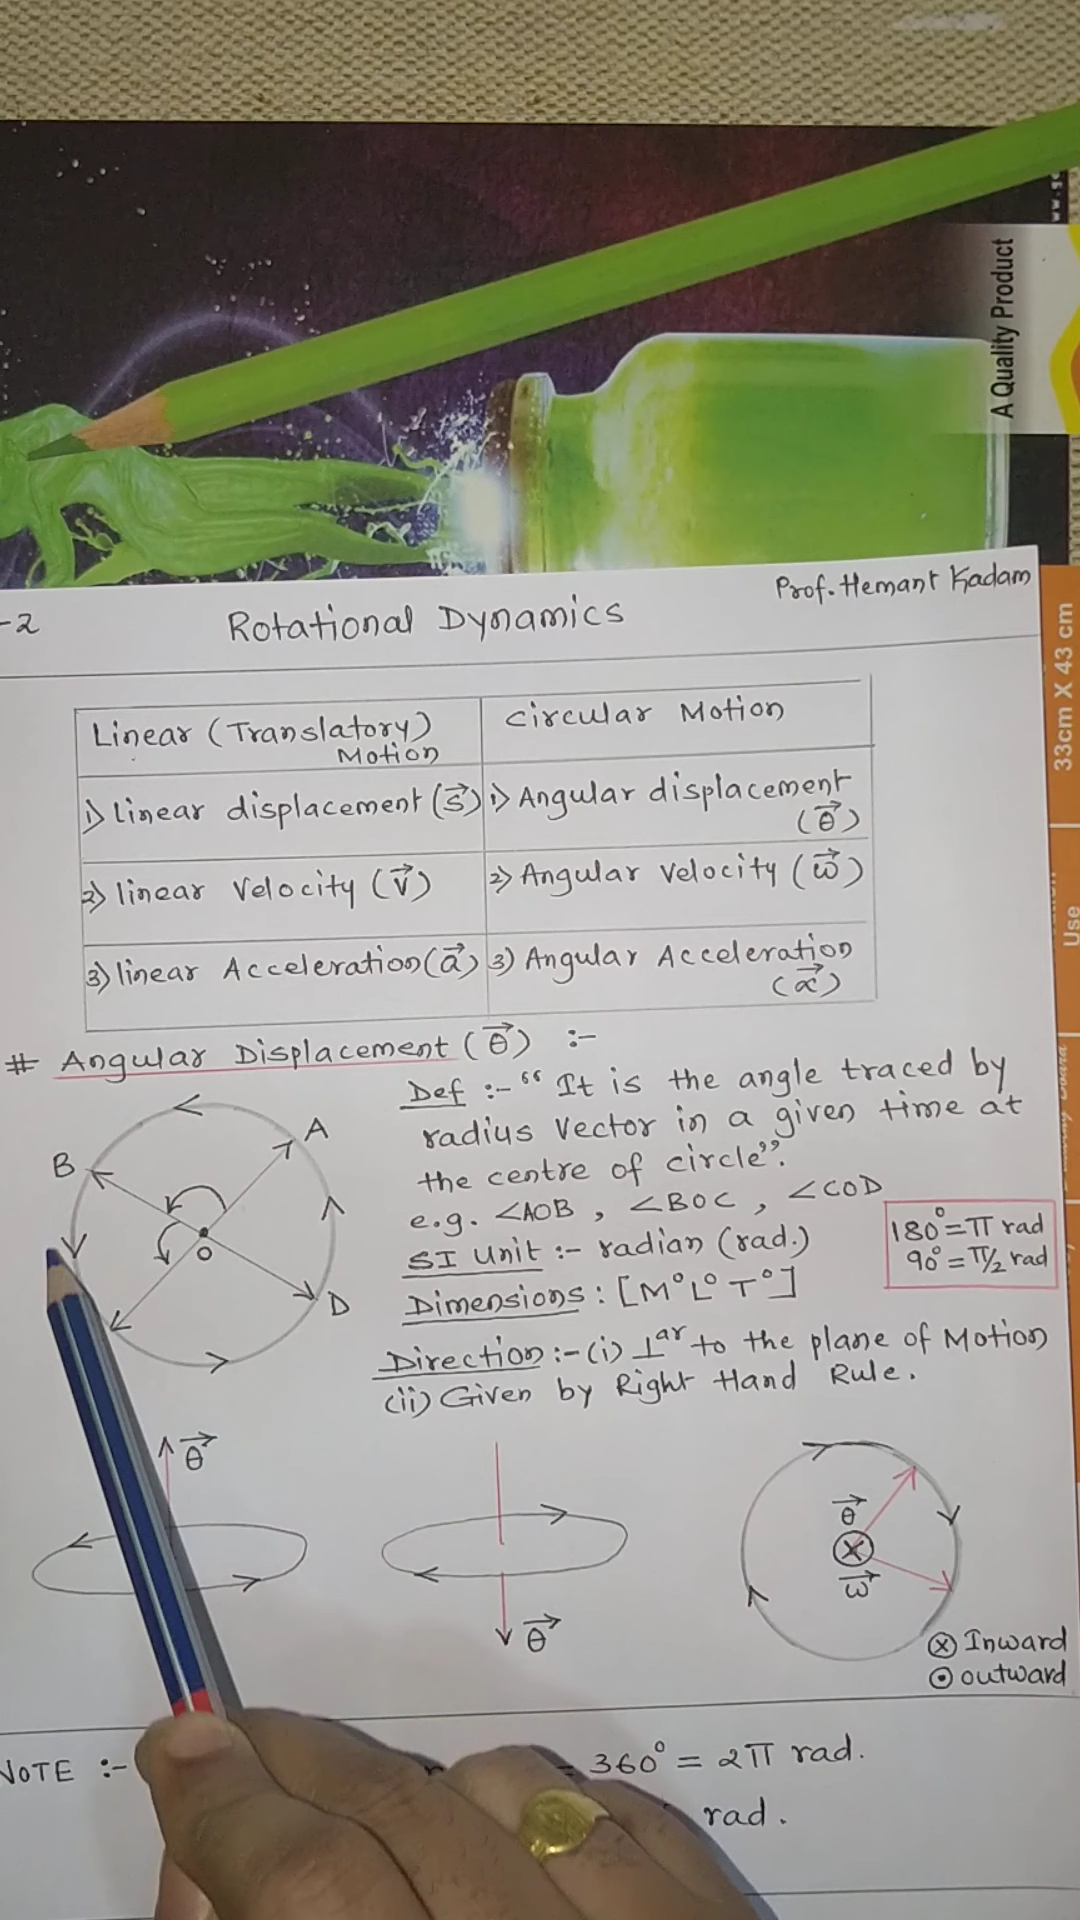 A Quality Product
33cm X 43 cm
Use
-2
Rotational Dynamics
Prof. Hemant Kadam
Linear (Translatory) Motion
Circular Motion
1) linear displacement (s⃗)
1) Angular displacement (θ⃗)
2) linear Velocity (v⃗)
2) Angular velocity (ω⃗)
3) linear Acceleration (a⃗)
3) Angular Acceleration (α⃗)
# Angular Displacement (θ⃗) :-
Def :- “ It is the angle traced by
radius vector in a given time at
the centre of circle”.
e.g. ∠AOB , ∠BOC , ∠COD
SI Unit :- radian (rad.)
180° = π rad
90° = π/2 rad
Dimensions : [M° L° T°]
Direction :- (i) ⊥ar to the plane of Motion
(ii) Given by Right Hand Rule.
A
B
O
D
θ⃗
θ⃗
θ⃗
ω⃗
⊗ Inward
⊙ outward
NOTE :-
= 360° = 2π rad.
rad.